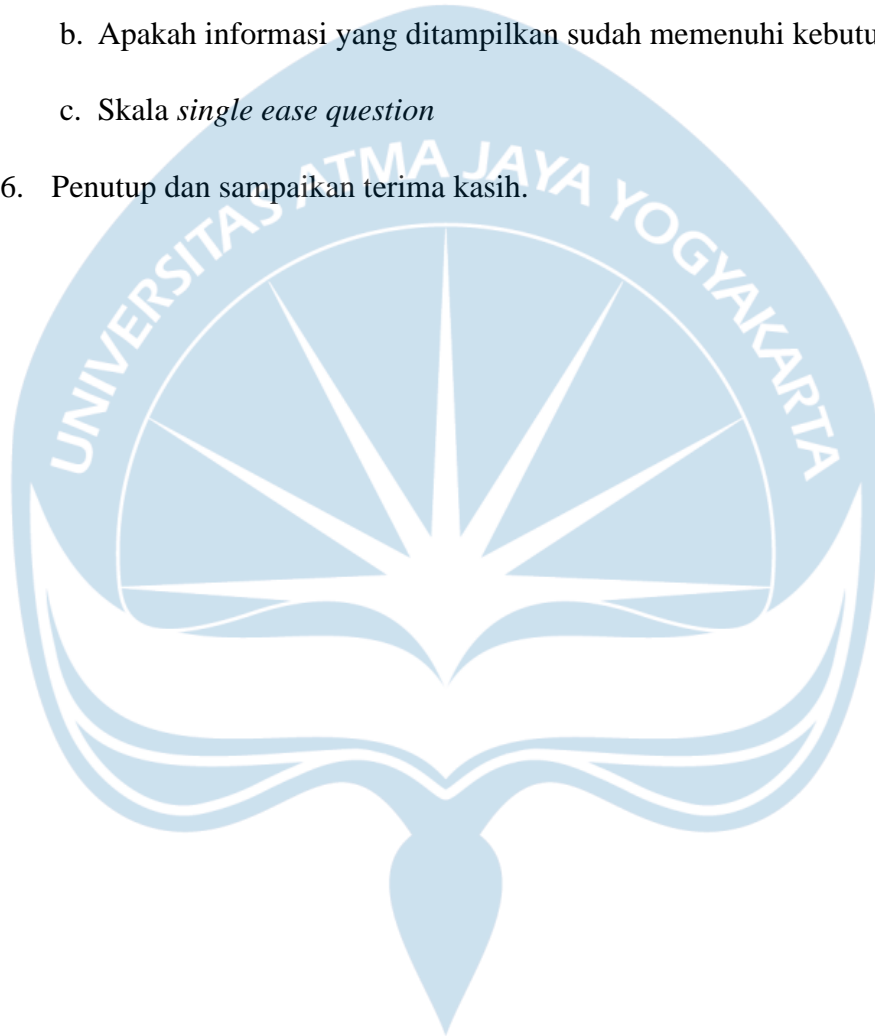 b. Apakah informasi yang ditampilkan sudah memenuhi
c. Skala single ease question
6. Penutup dan sampaikan terima kasih.
UNIVERSITAS ATMA JAYA YOGYAKARTA